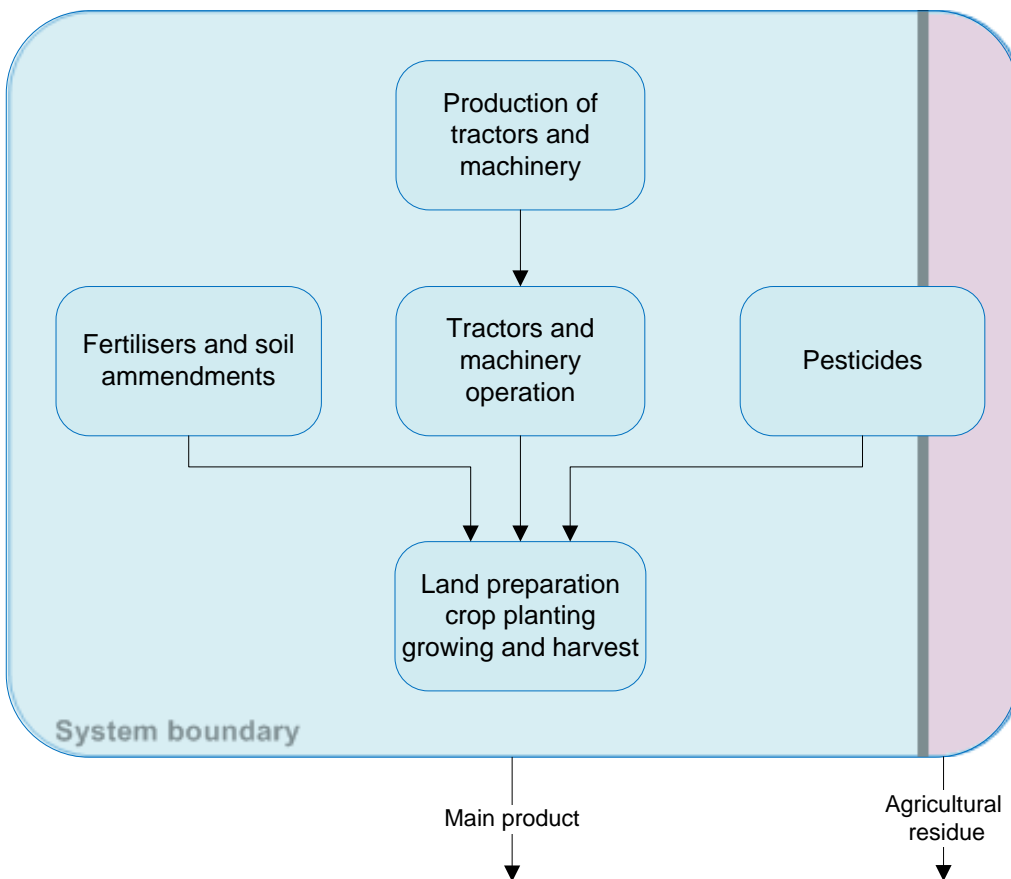 Production of
tractors and
machinery
Fertilisers and soil
ammendments
Tractors and
machinery
operation
Pesticides
Land preparation
crop planting
growing and harvest
System boundary
Main product
Agricultural
residue